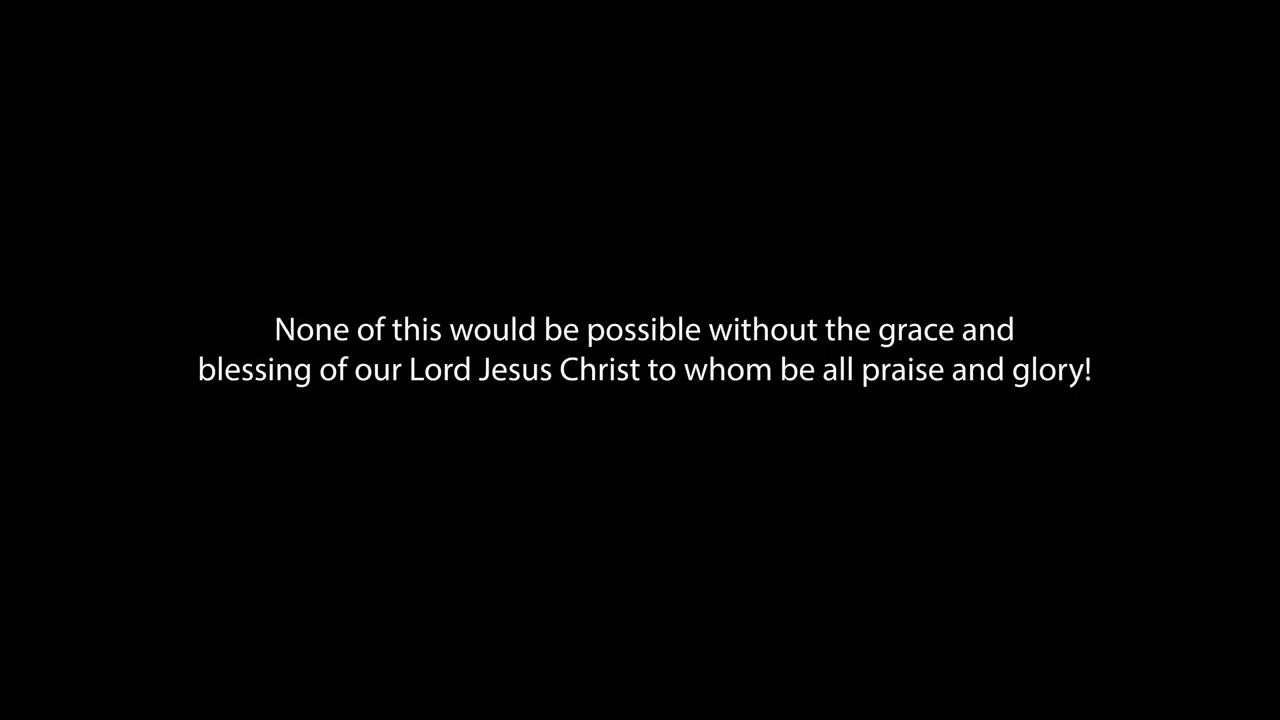 None of this would be possible without the grace and
blessing of our Lord Jesus Christ to whom be all praise and glory!